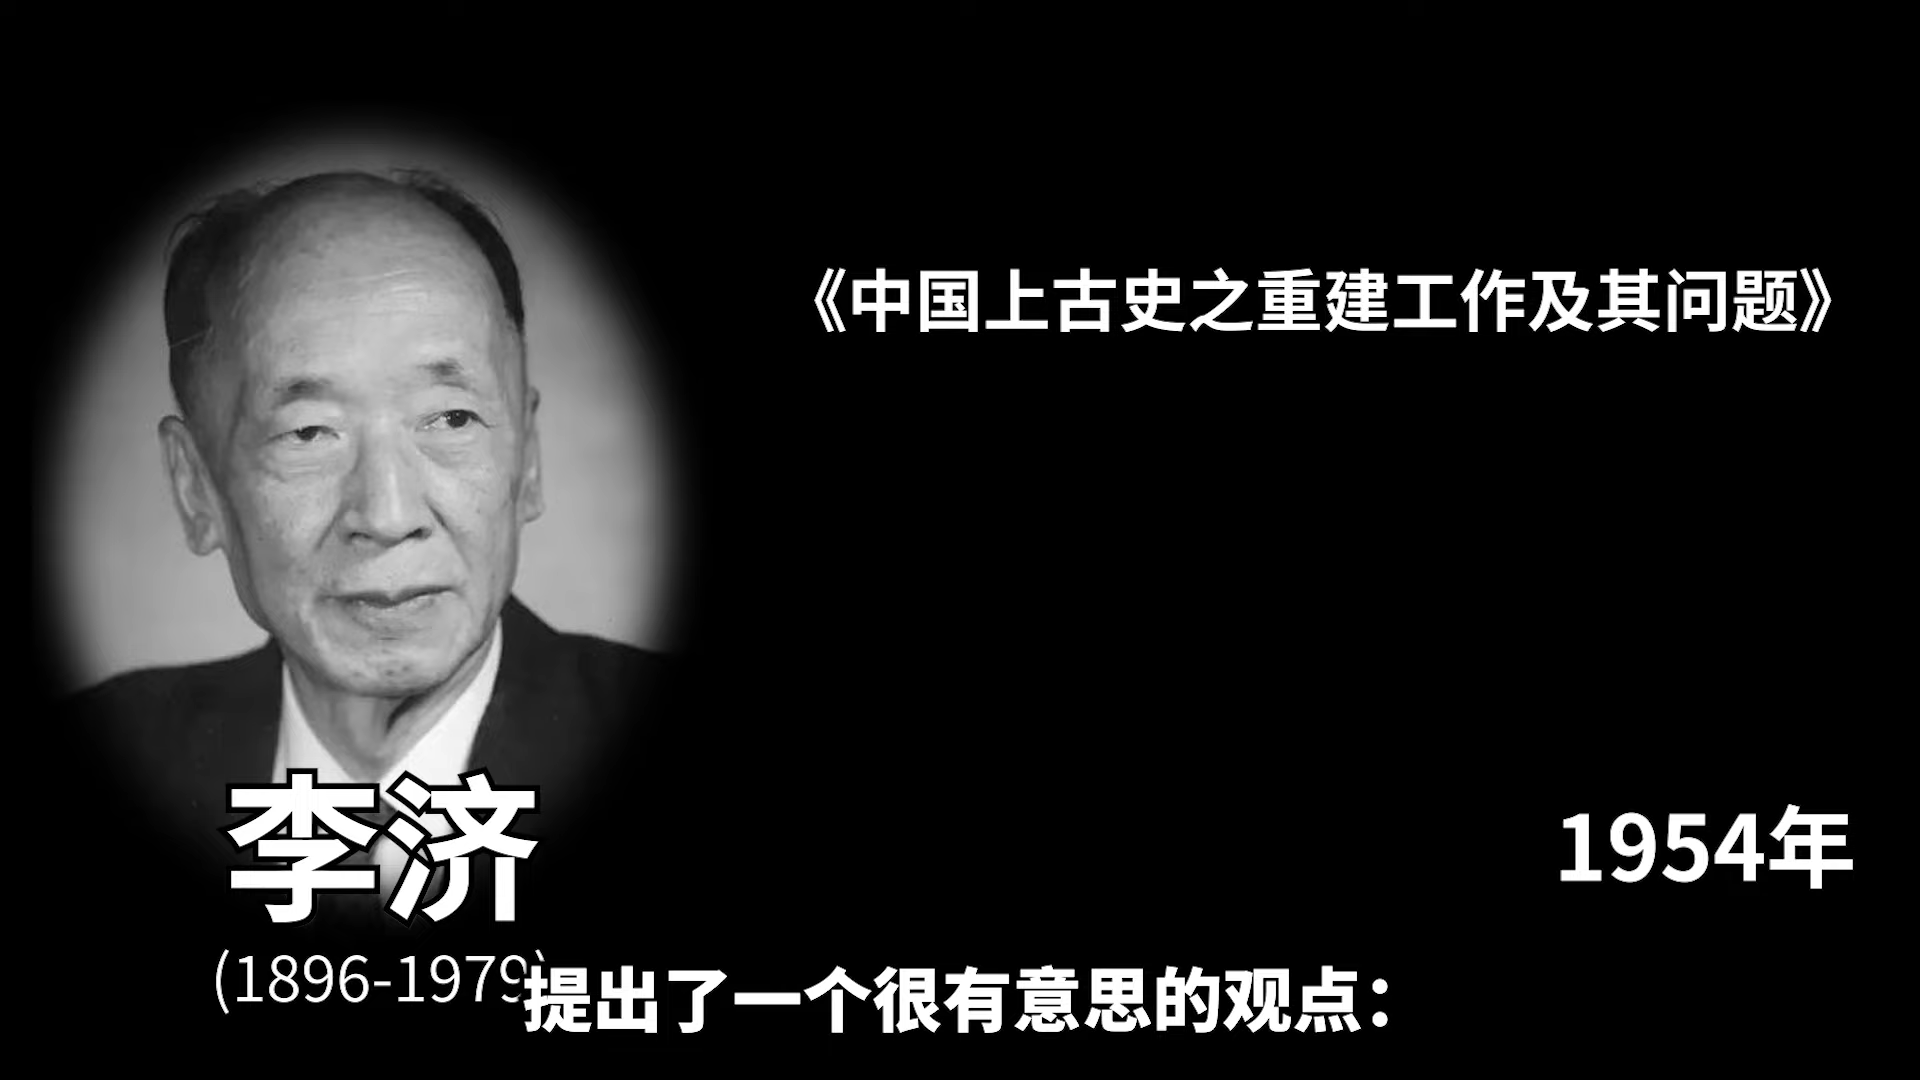 《中国上古史之重建工作及其问题》
李济
1954年
(1896-1979)
提出了一个很有意思的观点：